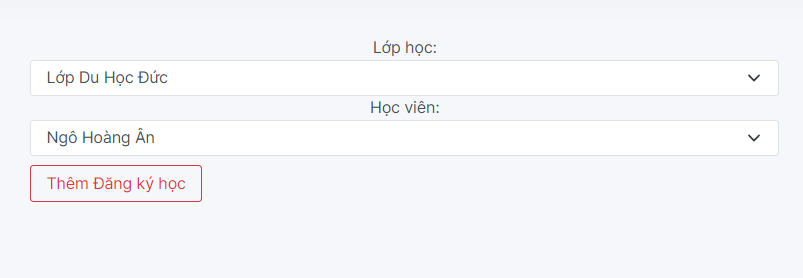 Lớp học:
Lớp Du Học Đức
Học viên:
Ngô Hoàng Ân
Thêm Đăng ký học